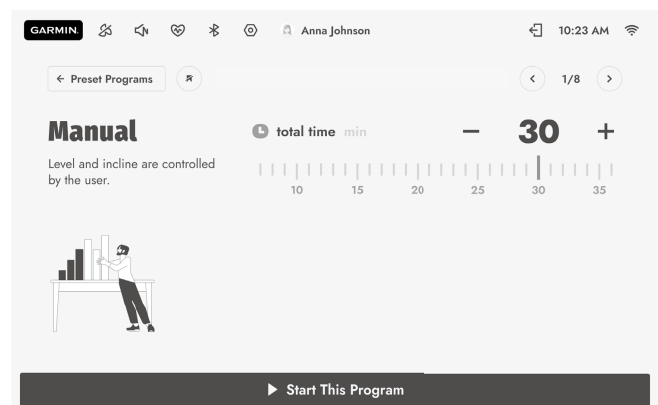 GARMIN. Anna Johnson 10:23 AM
Preset Programs 1/8
Manual
Level and incline are controlled
by the user.
total time min 30
10 15 20 25 30 35
Start This Program